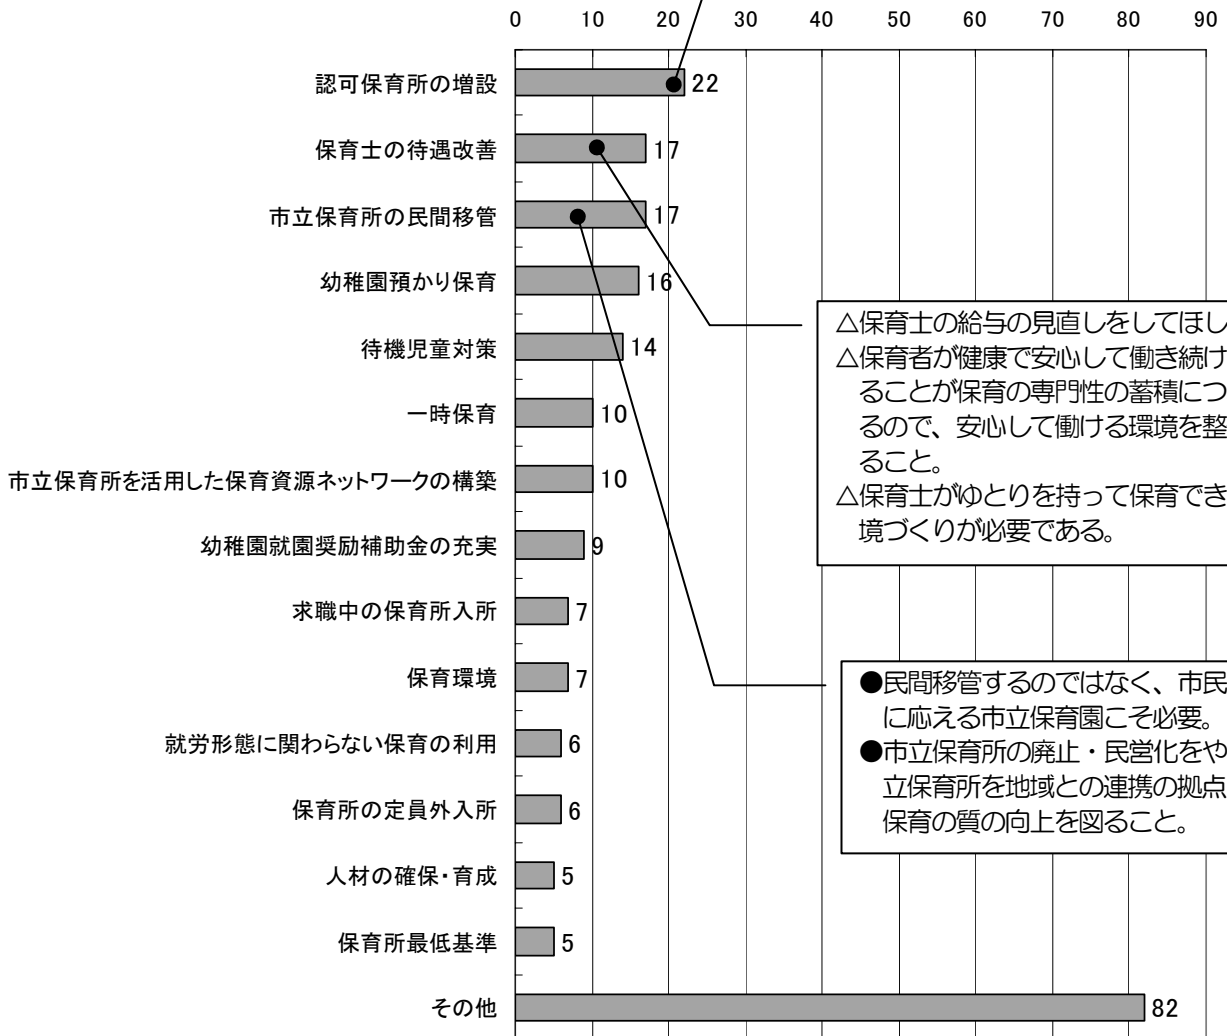 0 10 20 30 40 50 60 70 80 90
認可保育所の増設 22
保育士の待遇改善 17
市立保育所の民間移管 17
幼稚園預かり保育 16
待機児童対策 14
一時保育 10
市立保育所を活用した保育資源ネットワークの構築 10
幼稚園就園奨励補助金の充実 9
求職中の保育所入所 7
保育環境 7
就労形態に関わらない保育の利用 6
保育所の定員外入所 6
人材の確保・育成 5
保育所最低基準 5
その他 82
△保育士の給与の見直しをしてほし
△保育者が健康で安心して働き続け
ることが保育の専門性の蓄積につ
るので、安心して働ける環境を整
ること。
△保育士がゆとりを持って保育でき
境づくりが必要である。
●民間移管するのではなく、市民
に応える市立保育園こそ必要。
●市立保育所の廃止・民営化をや
立保育所を地域との連携の拠点
保育の質の向上を図ること。